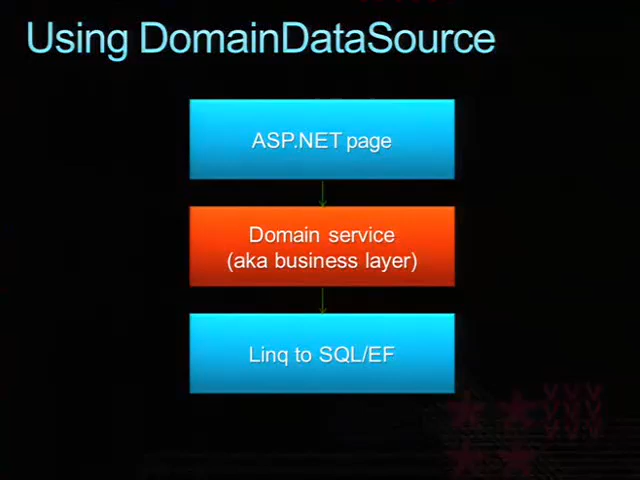 Using DomainDataSource
ASP.NET page
Domain service
(aka business layer)
Linq to SQL/EF